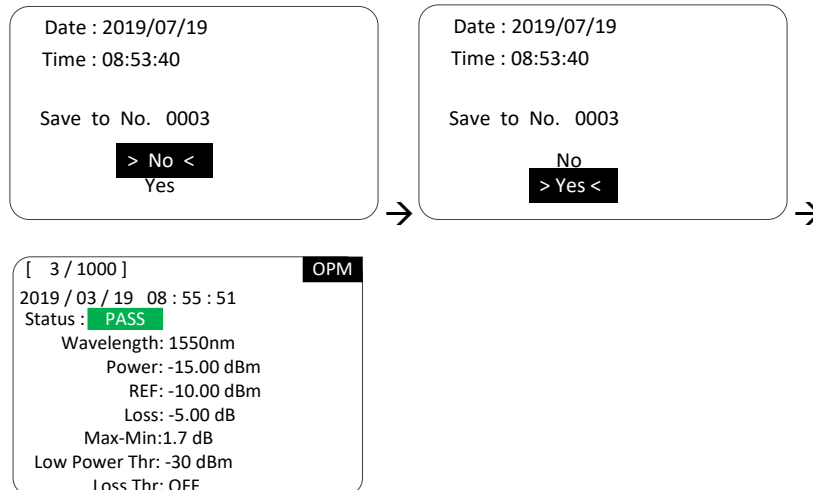 Date : 2019/07/19
Time : 08:53:40
Save to No. 0003
> No <
Yes
→
Date : 2019/07/19
Time : 08:53:40
Save to No. 0003
No
> Yes <
→
[ 3 / 1000 ] OPM
2019 / 03 / 19 08 : 55 : 51
Status : PASS
Wavelength: 1550nm
Power: -15.00 dBm
REF: -10.00 dBm
Loss: -5.00 dB
Max-Min:1.7 dB
Low Power Thr: -30 dBm
Loss Thr: OFF